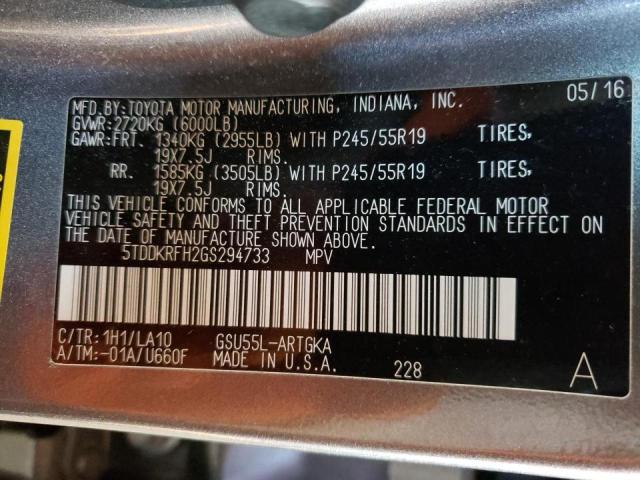 MFD.BY:TOYOTA MOTOR MANUFACTURING, INDIANA, INC. 05/16
GVWR:2720KG (6000LB)
GAWR:FRT. 1340KG (2955LB) WITH P245/55R19 TIRES,
19X7.5J RIMS.
RR. 1585KG (3505LB) WITH P245/55R19 TIRES,
19X7.5J RIMS.
THIS VEHICLE CONFORMS TO ALL APPLICABLE FEDERAL MOTOR
VEHICLE SAFETY AND THEFT PREVENTION STANDARDS IN EFFECT ON
THE DATE OF MANUFACTURE SHOWN ABOVE.
5TDDKRFH2GS294733 MPV
C/TR:1H1/LA10 GSU55L-ARTGKA
A/TM:-01A/U660F MADE IN U.S.A.
228 A